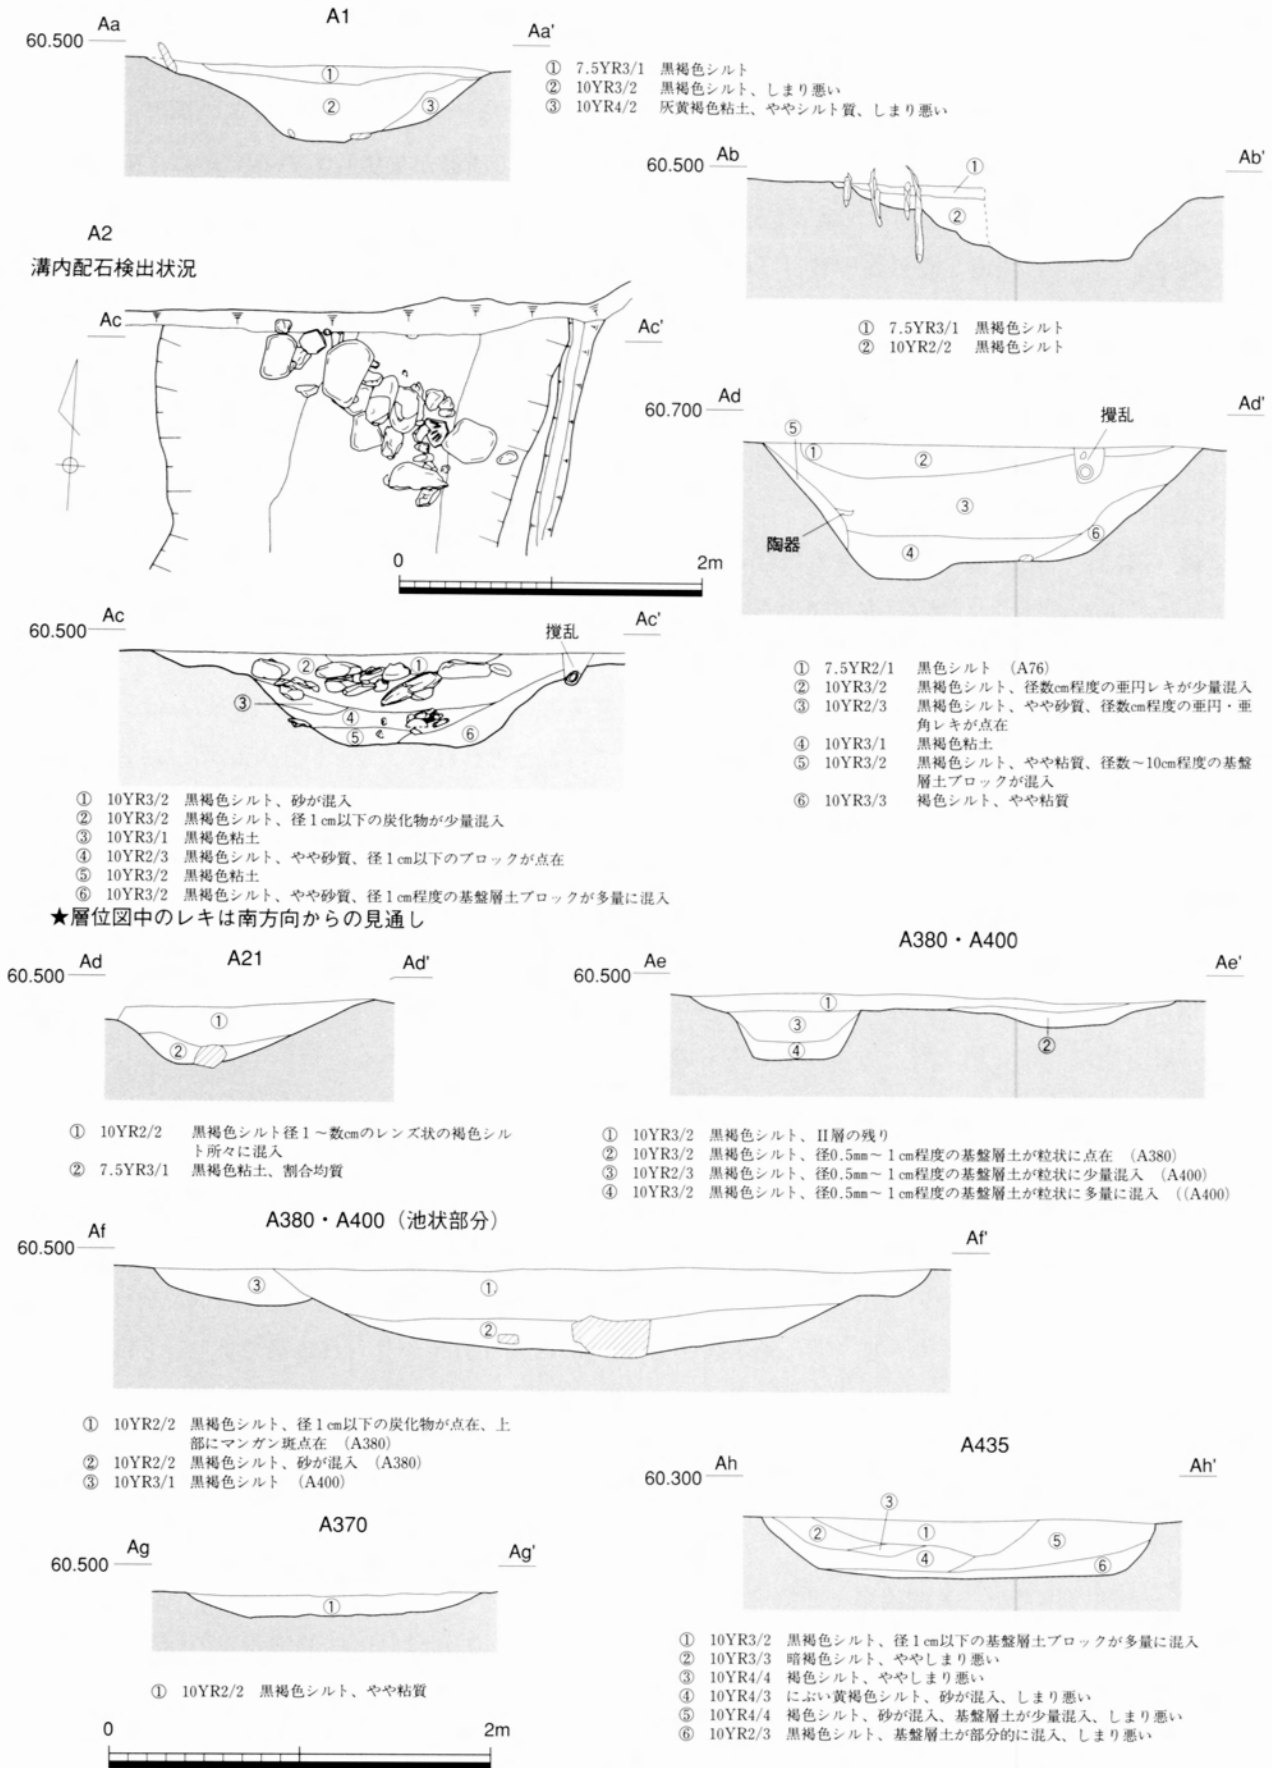 A1
Aa Aa'
60.500
①
②
③
① 7.5YR3/1 黒褐色シルト
② 10YR3/2 黒褐色シルト、しまり悪い
③ 10YR4/2 灰黄褐色粘土、ややシルト質、しまり悪い
Ab Ab'
60.500
①
②
① 7.5YR3/1 黒褐色シルト
② 10YR2/2 黒褐色シルト
A2
溝内配石検出状況
Ac Ac'
0 2m
Ad Ad'
60.700
攪乱
⑤
①
②
③
陶器
④
⑥
① 7.5YR2/1 黒色シルト (A76)
② 10YR3/2 黒褐色シルト、径数cm程度の亜円レキが少量混入
③ 10YR2/3 黒褐色シルト、やや砂質、径数cm程度の亜円・亜
角レキが点在
④ 10YR3/1 黒褐色粘土
⑤ 10YR3/2 黒褐色シルト、やや粘質、径数~10cm程度の基盤
層土ブロックが混入
⑥ 10YR3/3 褐色シルト、やや粘質
Ac Ac'
60.500
攪乱
② ①
③
④
⑤ ⑥
① 10YR3/2 黒褐色シルト、砂が混入
② 10YR3/2 黒褐色シルト、径1cm以下の炭化物が少量混入
③ 10YR3/1 黒褐色粘土
④ 10YR2/3 黒褐色シルト、やや砂質、径1cm以下のブロックが点在
⑤ 10YR3/2 黒褐色粘土
⑥ 10YR3/2 黒褐色シルト、やや砂質、径1cm程度の基盤層土ブロックが多量に混入
★層位図中のレキは南方向からの見通し
A21
Ad Ad'
60.500
①
②
① 10YR2/2 黒褐色シルト径1~数cmのレンズ状の褐色シル
ト所々に混入
② 7.5YR3/1 黒褐色粘土、割合均質
A380・A400
Ae Ae'
60.500
①
③
④ ②
① 10YR3/2 黒褐色シルト、II層の残り
② 10YR3/2 黒褐色シルト、径0.5mm~1cm程度の基盤層土が粒状に点在 (A380)
③ 10YR2/3 黒褐色シルト、径0.5mm~1cm程度の基盤層土が粒状に少量混入 (A400)
④ 10YR3/2 黒褐色シルト、径0.5mm~1cm程度の基盤層土が粒状に多量に混入 ((A400)
A380・A400(池状部分)
Af Af'
60.500
③ ①
②
① 10YR2/2 黒褐色シルト、径1cm以下の炭化物が点在、上
部にマンガン斑点在 (A380)
② 10YR2/2 黒褐色シルト、砂が混入 (A380)
③ 10YR3/1 黒褐色シルト (A400)
A370
Ag Ag'
60.500
①
① 10YR2/2 黒褐色シルト、やや粘質
0 2m
A435
Ah Ah'
60.300
③
② ① ⑤
④ ⑥
① 10YR3/2 黒褐色シルト、径1cm以下の基盤層土ブロックが多量に混入
② 10YR3/3 暗褐色シルト、ややしまり悪い
③ 10YR4/4 褐色シルト、ややしまり悪い
④ 10YR4/3 にぶい黄褐色シルト、砂が混入、しまり悪い
⑤ 10YR4/4 褐色シルト、砂が混入、基盤層土が少量混入、しまり悪い
⑥ 10YR2/3 黒褐色シルト、基盤層土が部分的に混入、しまり悪い